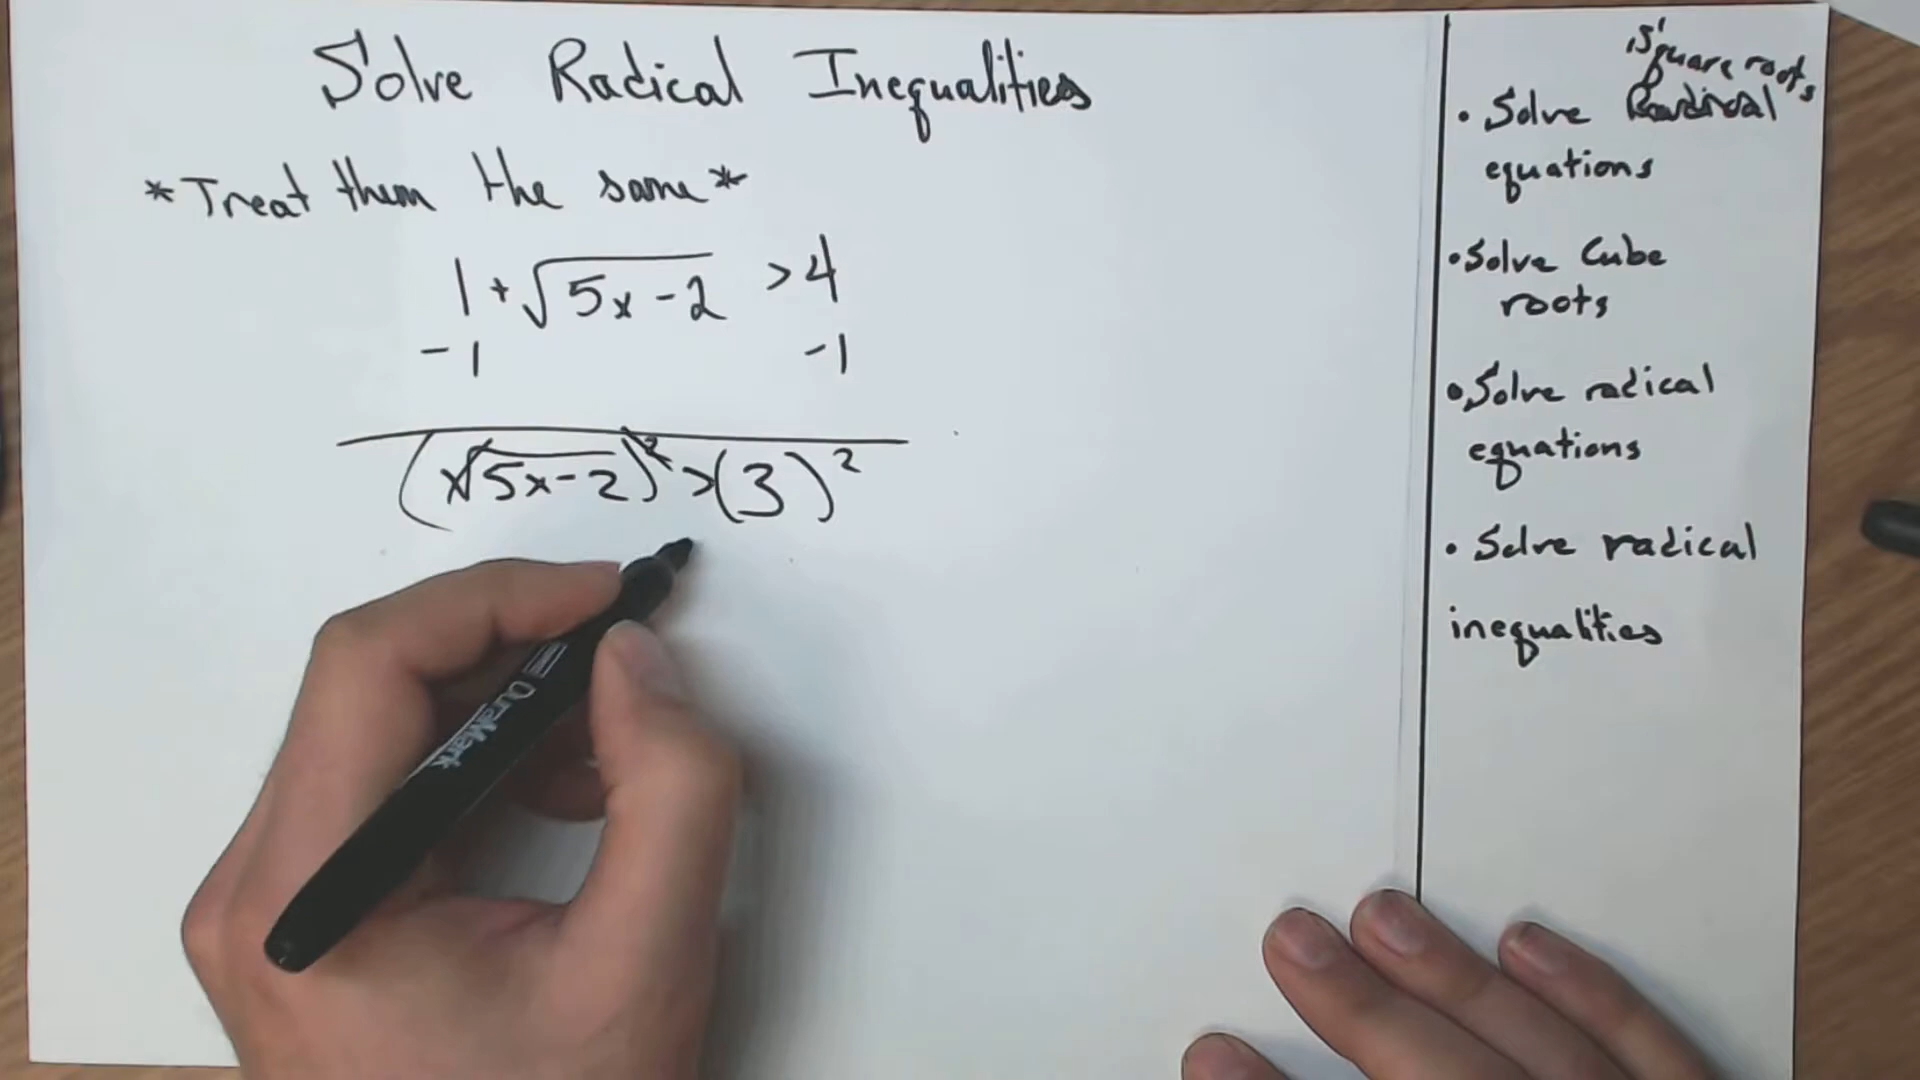 Solve Radical Inequalities
*Treat them the same*
1 + √5x - 2 > 4
- 1 -1
(√5x-2)² > (3)²
DuraMark
Square roots
• Solve
equations
• Solve Cube
roots
• Solve radical
equations
• Solve radical
inequalities